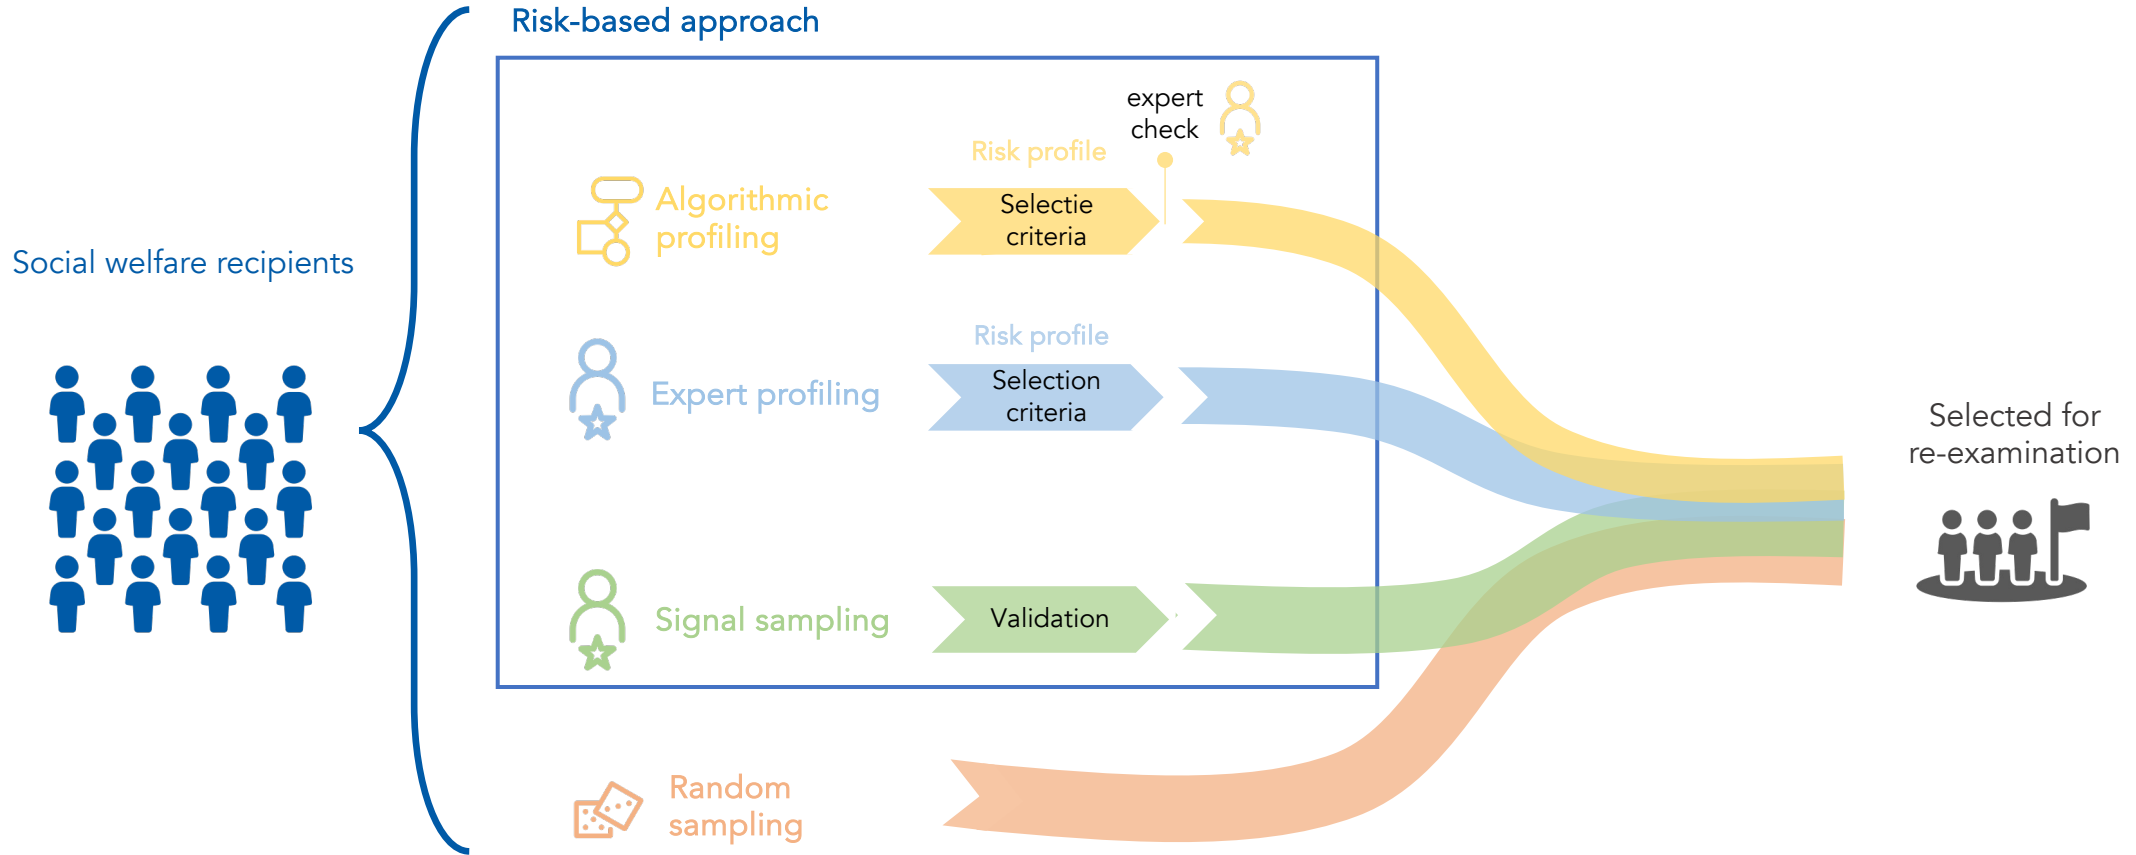 Risk-based approach
Social welfare recipients
Algorithmic
profiling
Risk profile
Selectie
criteria
expert
check
Expert profiling
Risk profile
Selection
criteria
Signal sampling
Validation
Random
sampling
Selected for
re-examination